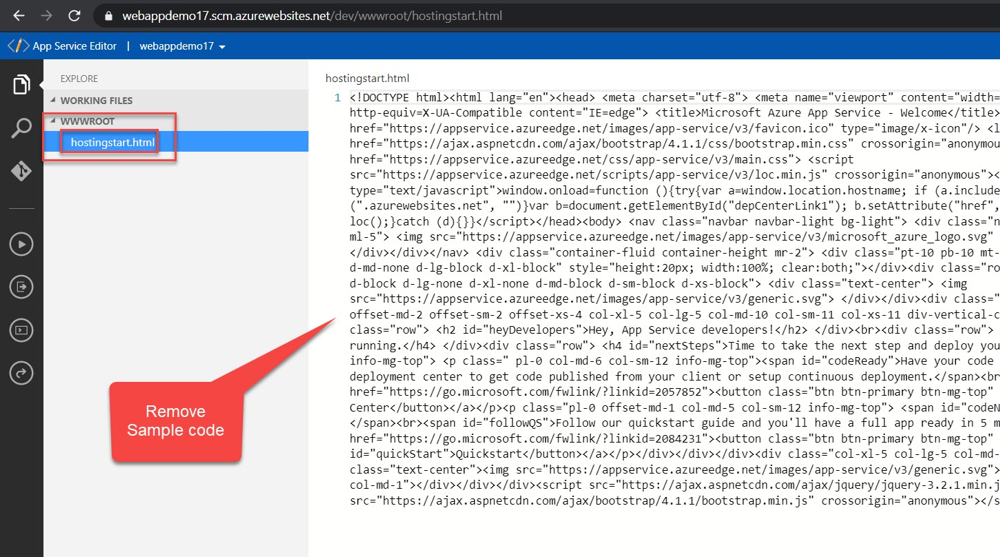 webappdemo17.scm.azurewebsites.net/dev/wwwroot/hostingstart.html
App Service Editor | webappdemo17
EXPLORE
WORKING FILES
WWWROOT
hostingstart.html
hostingstart.html
1 <!DOCTYPE html><html lang="en"><head> <meta charset="utf-8"> <meta name="viewport" content="width=
http-equiv=X-UA-Compatible content="IE=edge"> <title>Microsoft Azure App Service - Welcome</title>
href="https://appservice.azureedge.net/images/app-service/v3/favicon.ico" type="image/x-icon"/> <l
href="https://ajax.aspnetcdn.com/ajax/bootstrap/4.1.1/css/bootstrap.min.css" crossorigin="anonymou
href="https://appservice.azureedge.net/css/app-service/v3/main.css"> <script
src="https://appservice.azureedge.net/scripts/app-service/v3/loc.min.js" crossorigin="anonymous"><
type="text/javascript">window.onload=function (){try{var a=window.location.hostname; if (a.include
(".azurewebsites.net", "")}var b=document.getElementById("depCenterLink1"); b.setAttribute("href",
loc();}catch (d){}}</script></head><body> <nav class="navbar navbar-light bg-light"> <div class="n
ml-5"> <img src="https://appservice.azureedge.net/images/app-service/v3/microsoft_azure_logo.svg"
</div></div></nav> <div class="container-fluid container-height mr-2"> <div class="pt-10 pb-10 mt-
d-md-none d-lg-block d-xl-block" style="height:20px; width:100%; clear:both;"></div><div class="ro
d-block d-lg-none d-xl-none d-md-block d-sm-block d-xs-block"> <div class="text-center"> <img
src="https://appservice.azureedge.net/images/app-service/v3/generic.svg"> </div></div><div class="
offset-md-2 offset-sm-2 offset-xs-4 col-xl-5 col-lg-5 col-md-10 col-sm-11 col-xs-11 div-vertical-c
class="row"> <h2 id="heyDevelopers">Hey, App Service developers!</h2> </div><br><div class="row">
running.</h4> </div><div class="row"> <h4 id="nextSteps">Time to take the next step and deploy you
info-mg-top"> <p class=" pl-0 col-md-6 col-sm-12 info-mg-top"><span id="codeReady">Have your code
deployment center to get code published from your client or setup continuous deployment.</span><br
href="https://go.microsoft.com/fwlink/?linkid=2057852"><button class="btn btn-primary btn-mg-top"
Center</button></a></p><p class="pl-0 offset-md-1 col-md-5 col-sm-12 info-mg-top"> <span id="codeN
</span><br><span id="followQS">Follow our quickstart guide and you'll have a full app ready in 5 m
href="https://go.microsoft.com/fwlink/?linkid=2084231"><button class="btn btn-primary btn-mg-top"
id="quickStart">Quickstart</button></a></p></div></div></div><div class="col-xl-5 col-lg-5 col-md-
class="text-center"><img src="https://appservice.azureedge.net/images/app-service/v3/generic.svg">
col-md-1"></div></div></div><script src="https://ajax.aspnetcdn.com/ajax/jquery/jquery-3.2.1.min.j
src="https://ajax.aspnetcdn.com/ajax/bootstrap/4.1.1/bootstrap.min.js" crossorigin="anonymous"></s
Remove
Sample code